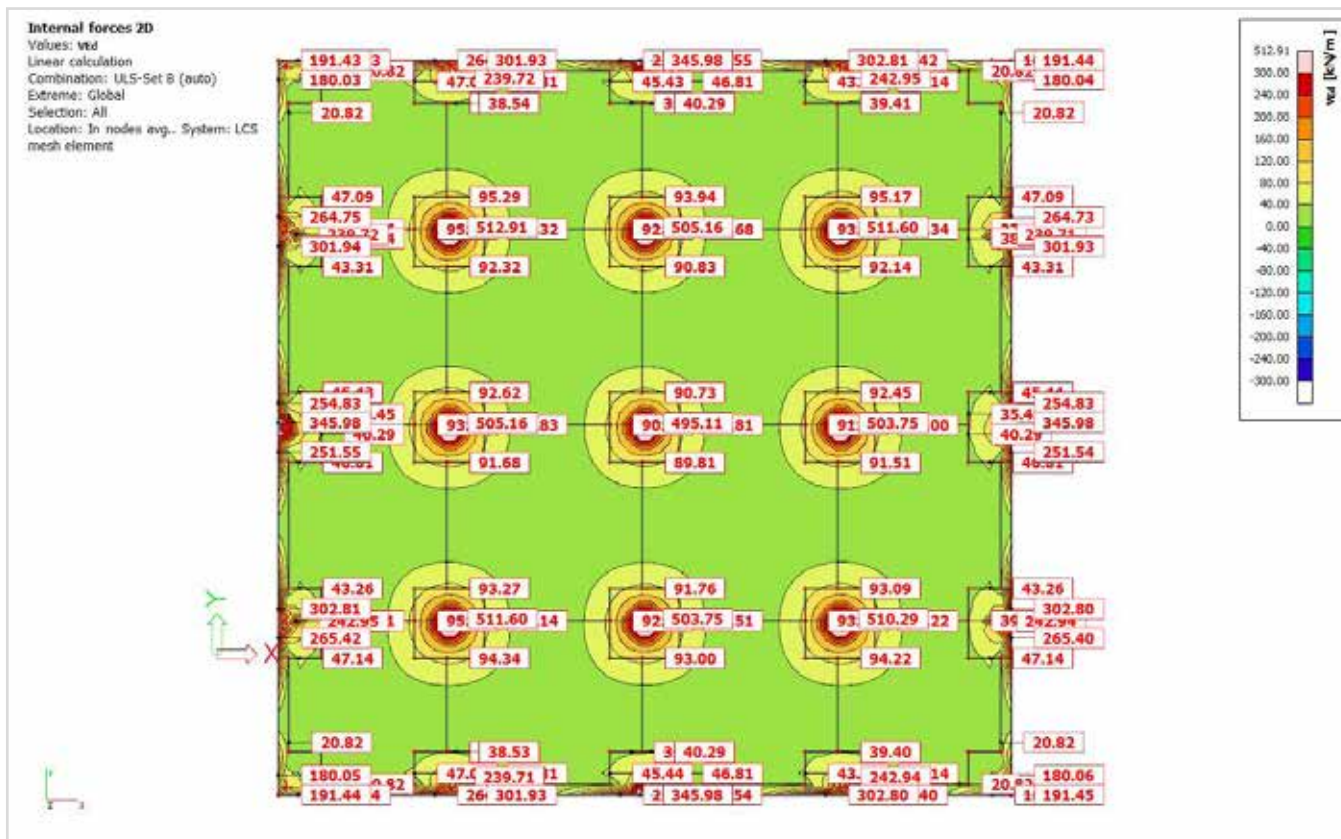 Internal forces 2D
Values: vEd
Linear calculation
Combination: ULS-Set B (auto)
Extreme: Global
Selection: All
Location: In nodes avg.. System: LCS
mesh element
191.43 301.93 345.98 302.81 191.44
180.03 239.72 45.43 46.81 242.95 180.04
20.82 38.54 40.29 39.41 20.82
47.09 95.29 93.94 95.17 47.09
264.75 264.73
512.91 505.16 511.60
301.94 301.93
43.31 92.32 90.83 92.14 43.31
92.62 90.73 92.45
254.83 254.83
345.98 505.16 495.11 503.75 345.98
40.29 40.29
251.55 91.68 89.81 91.51 251.54
43.26 93.27 91.76 93.09 43.26
302.81 302.80
242.95 511.60 503.75 510.29 242.94
265.42 265.40
47.14 94.34 93.00 94.22 47.14
20.82 38.53 40.29 39.40 20.82
180.05 239.71 45.44 46.81 242.94 180.06
191.44 301.93 345.98 302.80 191.45
Y
X
vEd [kN/m]
512.91
300.00
240.00
200.00
160.00
120.00
80.00
40.00
0.00
-40.00
-80.00
-120.00
-160.00
-200.00
-240.00
-300.00